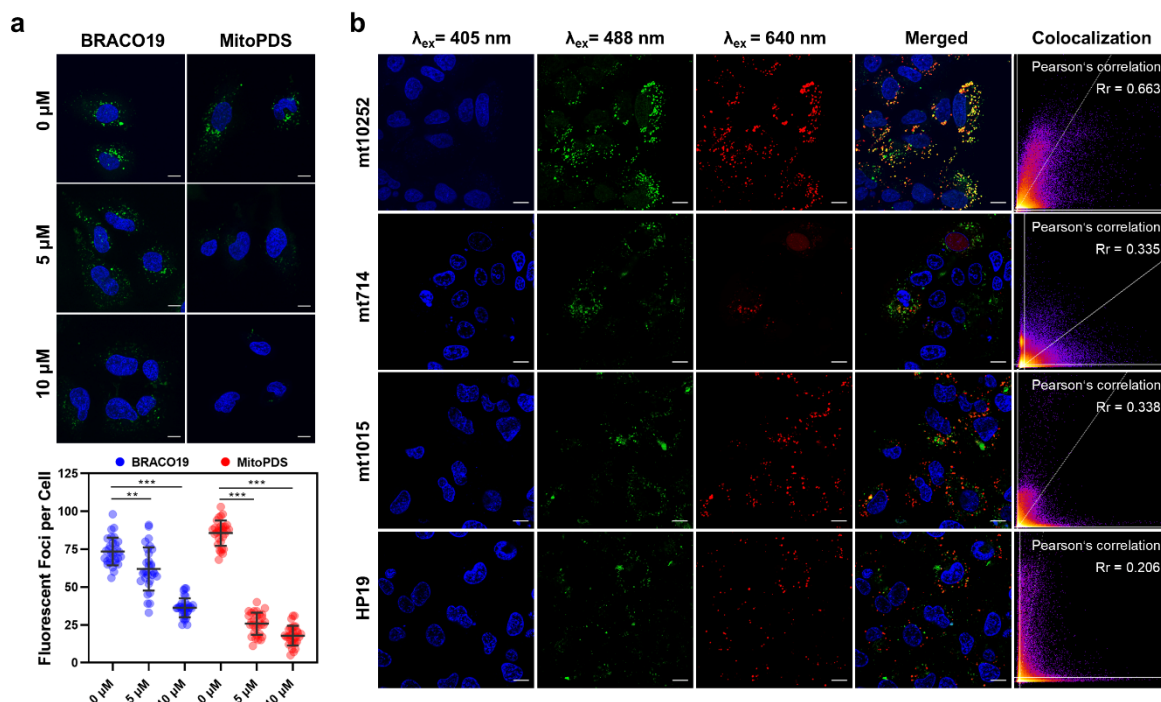 a
BRACO19 MitoPDS
0 µM
5 µM
10 µM
BRACO19 MitoPDS
Fluorescent Foci per Cell
125
100
75
50
25
0
***
**
***
***
0 µM 5 µM 10 µM 0 µM 5 µM 10 µM
b
λex= 405 nm λex= 488 nm λex= 640 nm Merged Colocalization
mt10252
Pearson's correlation
Rr = 0.663
mt714
Pearson's correlation
Rr = 0.335
mt1015
Pearson's correlation
Rr = 0.338
HP19
Pearson's correlation
Rr = 0.206